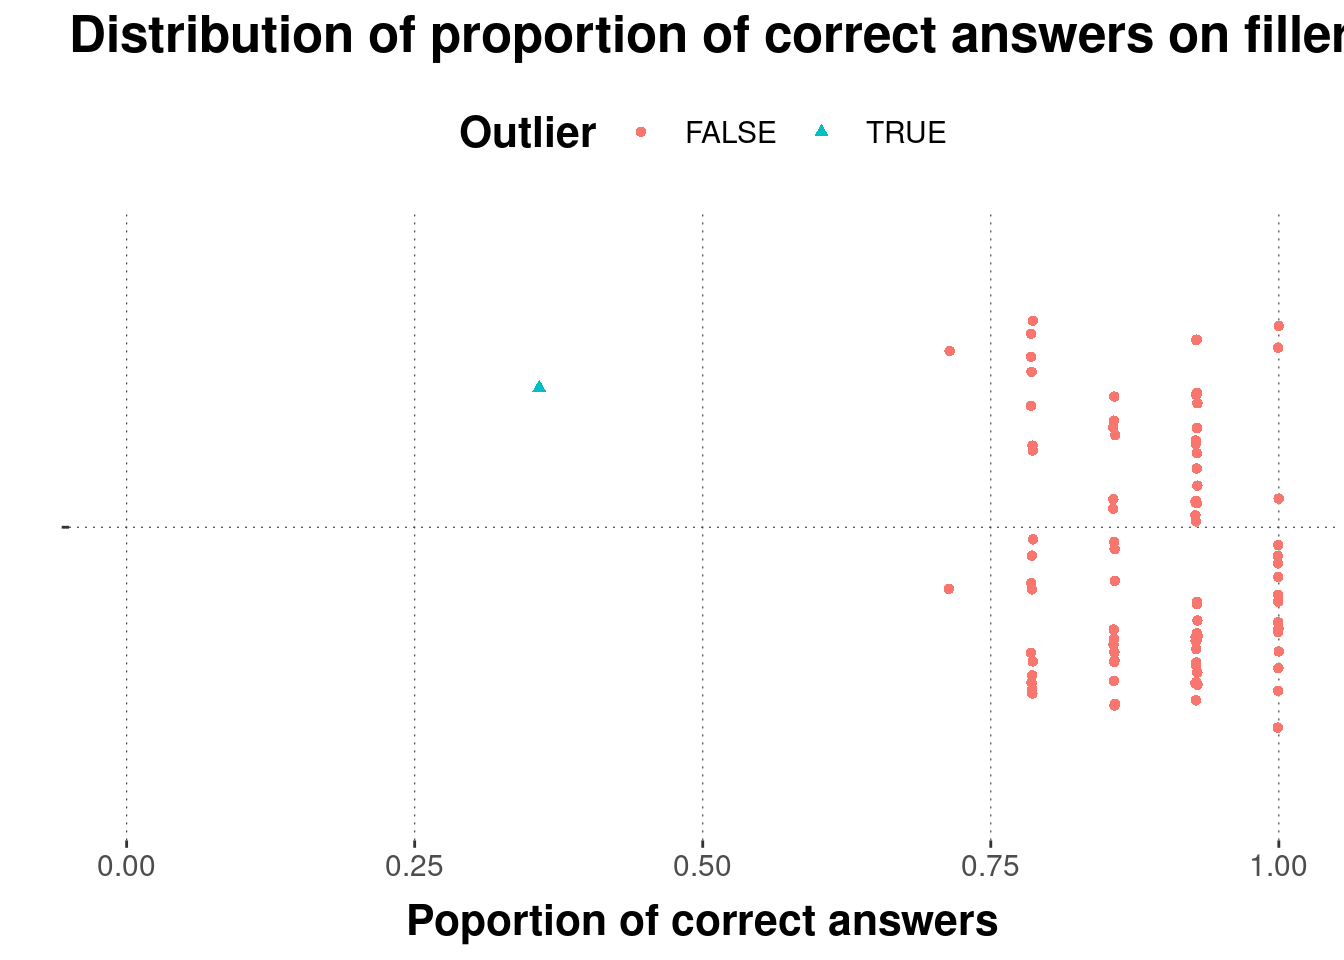 Distribution of proportion of correct answers on filler
Outlier FALSE TRUE
0.00 0.25 0.50 0.75 1.00
Poportion of correct answers